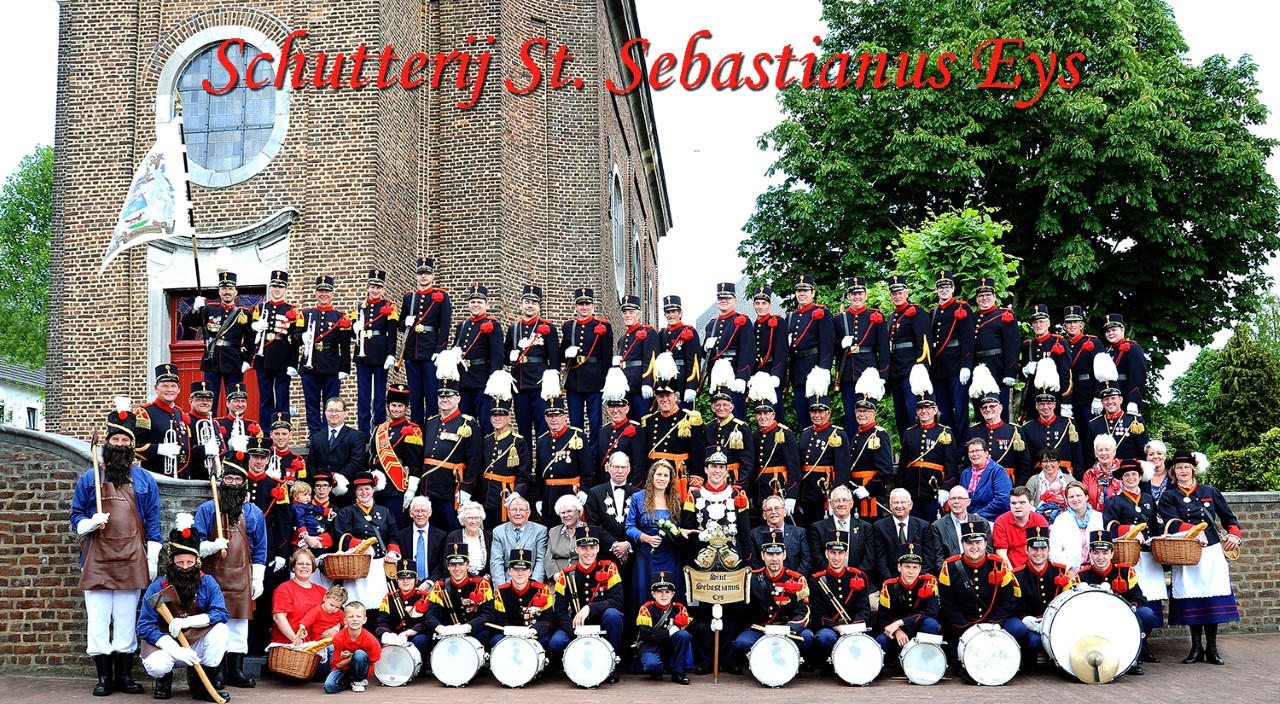 Schutterij St. Sebastianus Eys
Sint
Sebastianus
Eys